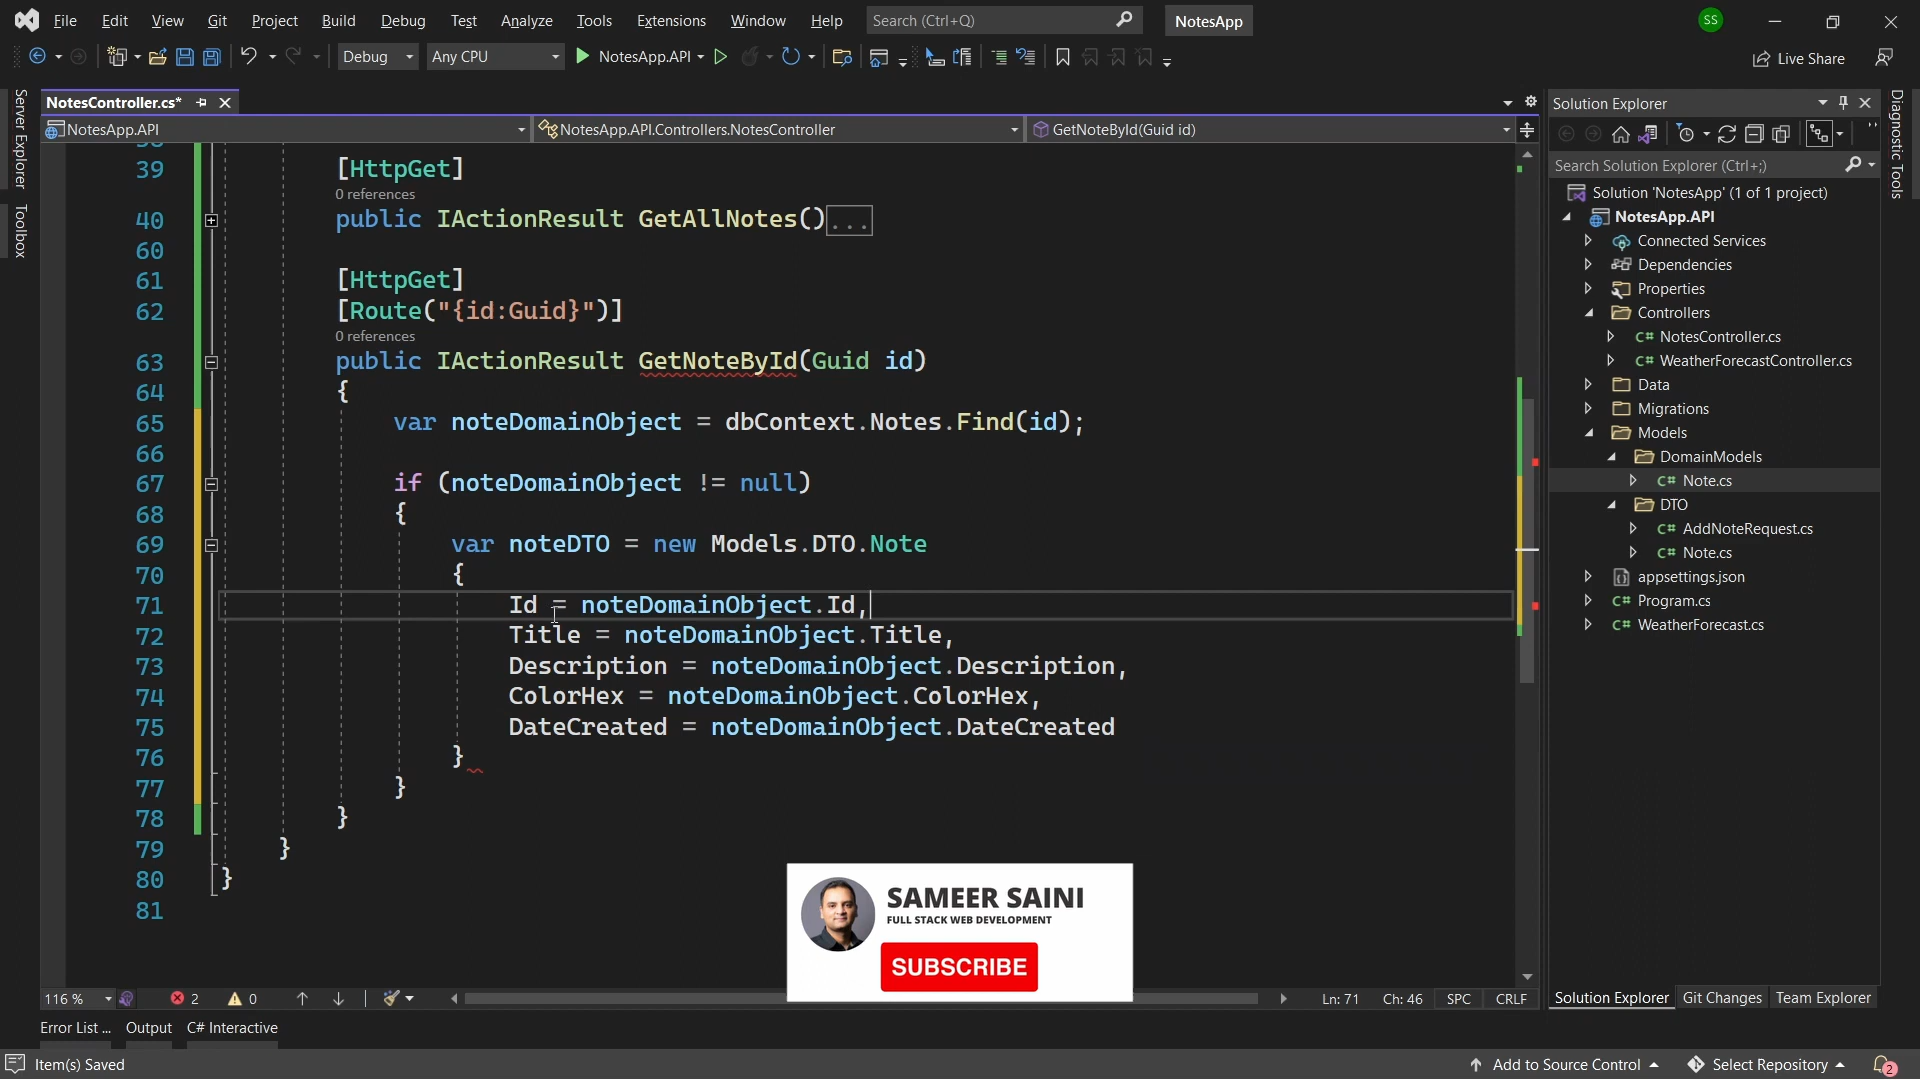 File Edit View Git Project Build Debug Test Analyze Tools Extensions Window Help Search (Ctrl+Q) NotesApp SS
Debug Any CPU NotesApp.API Live Share
Server Explorer
Toolbox
NotesController.cs*
NotesApp.API NotesApp.API.Controllers.NotesController GetNoteById(Guid id)
39 [HttpGet]
0 references
40 public IActionResult GetAllNotes()...
60
61 [HttpGet]
62 [Route("{id:Guid}")]
0 references
63 public IActionResult GetNoteById(Guid id)
64 {
65 var noteDomainObject = dbContext.Notes.Find(id);
66
67 if (noteDomainObject != null)
68 {
69 var noteDTO = new Models.DTO.Note
70 {
71 Id = noteDomainObject.Id,
72 Title = noteDomainObject.Title,
73 Description = noteDomainObject.Description,
74 ColorHex = noteDomainObject.ColorHex,
75 DateCreated = noteDomainObject.DateCreated
76 }
77 }
78 }
79 }
80 }
81
SAMEER SAINI
FULL STACK WEB DEVELOPMENT
SUBSCRIBE
116 % 2 0 Ln: 71 Ch: 46 SPC CRLF
Error List ... Output C# Interactive
Item(s) Saved
Solution Explorer
Search Solution Explorer (Ctrl+;)
Solution 'NotesApp' (1 of 1 project)
NotesApp.API
Connected Services
Dependencies
Properties
Controllers
C# NotesController.cs
C# WeatherForecastController.cs
Data
Migrations
Models
DomainModels
C# Note.cs
DTO
C# AddNoteRequest.cs
C# Note.cs
appsettings.json
C# Program.cs
C# WeatherForecast.cs
Solution Explorer Git Changes Team Explorer
Diagnostic Tools
Add to Source Control Select Repository 2